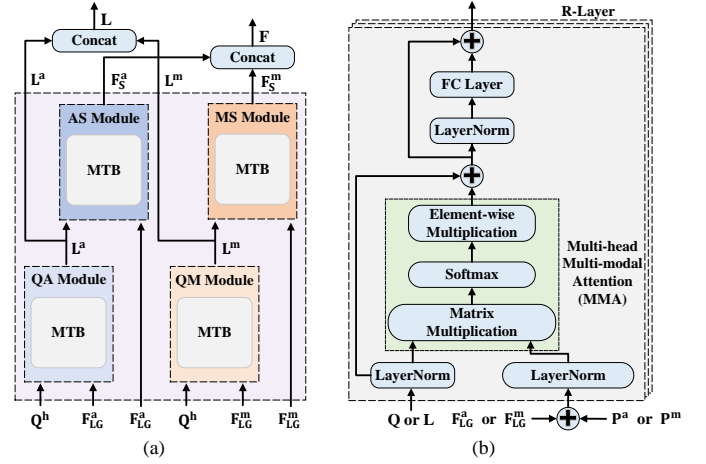 L
F
Concat
Concat
L^a
F_S^a
L^m
F_S^m
AS Module
MS Module
MTB
MTB
L^a
L^m
QA Module
QM Module
MTB
MTB
Q^h
F_LG^a
F_LG^a
Q^h
F_LG^m
F_LG^m
(a)
R-Layer
FC Layer
LayerNorm
Element-wise
Multiplication
Softmax
Matrix
Multiplication
Multi-head
Multi-modal
Attention
(MMA)
LayerNorm
LayerNorm
Q or L
F_LG^a or F_LG^m
P^a or P^m
(b)